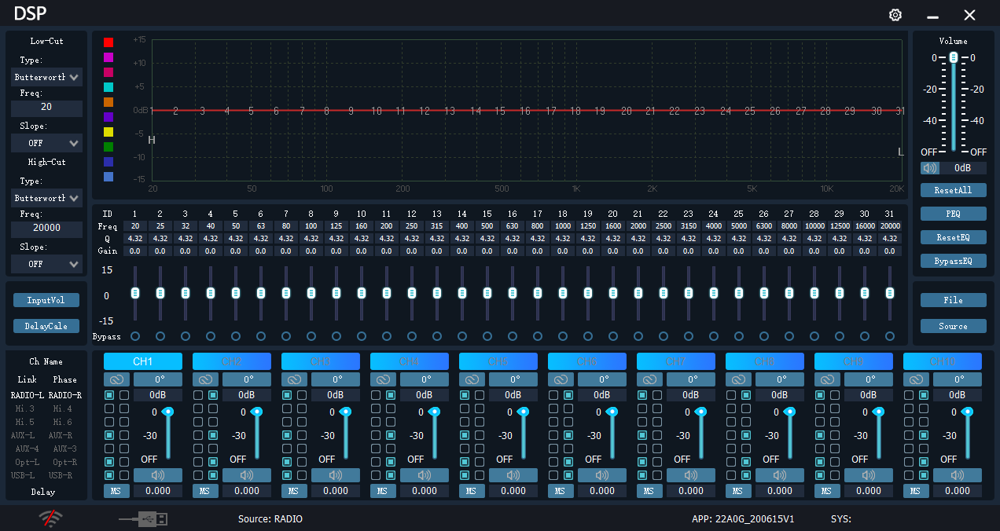 DSP
Low-Cut
Type:
Butterworth
Freq:
20
Slope:
OFF
High-Cut
Type:
Butterworth
Freq:
20000
Slope:
OFF
InputVol
DelayCale
+15
+10
+5
0dB
-5
-10
-15
1 2 3 4 5 6 7 8 9 10 11 12 13 14 15 16 17 18 19 20 21 22 23 24 25 26 27 28 29 30 31
H
L
20 50 100 200 500 1K 2K 5K 10K 20K
ID 1 2 3 4 5 6 7 8 9 10 11 12 13 14 15 16 17 18 19 20 21 22 23 24 25 26 27 28 29 30 31
Freq 20 25 32 40 50 63 80 100 125 160 200 250 315 400 500 630 800 1000 1250 1600 2000 2500 3150 4000 5000 6300 8000 10000 12500 16000 20000
Q 4.32 4.32 4.32 4.32 4.32 4.32 4.32 4.32 4.32 4.32 4.32 4.32 4.32 4.32 4.32 4.32 4.32 4.32 4.32 4.32 4.32 4.32 4.32 4.32 4.32 4.32 4.32 4.32 4.32 4.32 4.32
Gain 0.0 0.0 0.0 0.0 0.0 0.0 0.0 0.0 0.0 0.0 0.0 0.0 0.0 0.0 0.0 0.0 0.0 0.0 0.0 0.0 0.0 0.0 0.0 0.0 0.0 0.0 0.0 0.0 0.0 0.0 0.0
15
0
-15
Bypass
Volume
0 0
-20 -20
-40 -40
OFF OFF
0dB
ResetAll
PEQ
ResetEQ
BypassEQ
File
Source
Ch Name CH1 CH2 CH3 CH4 CH5 CH6 CH7 CH8 CH9 CH10
Link Phase 0° 0° 0° 0° 0° 0° 0° 0° 0° 0°
RADIO-L RADIO-R 0dB 0dB 0dB 0dB 0dB 0dB 0dB 0dB 0dB 0dB
Hi.3 Hi.4 0 0 0 0 0 0 0 0 0 0
Hi.5 Hi.6
AUX-L AUX-R -30 -30 -30 -30 -30 -30 -30 -30 -30 -30
AUX-4 AUX-3
Opt-L Opt-R OFF OFF OFF OFF OFF OFF OFF OFF OFF OFF
USB-L USB-R
Delay MS 0.000 MS 0.000 MS 0.000 MS 0.000 MS 0.000 MS 0.000 MS 0.000 MS 0.000 MS 0.000 MS 0.000
Source: RADIO
APP: 22A0G_200615V1
SYS: